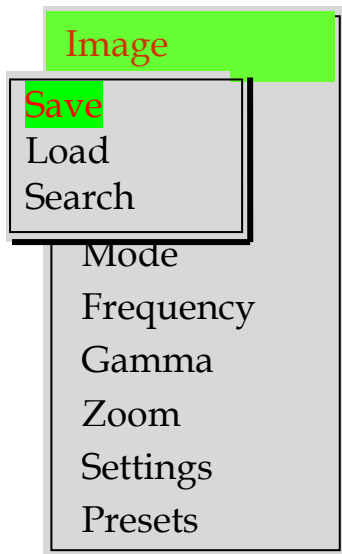 Image
Save
Load
Search
Mode
Frequency
Gamma
Zoom
Settings
Presets